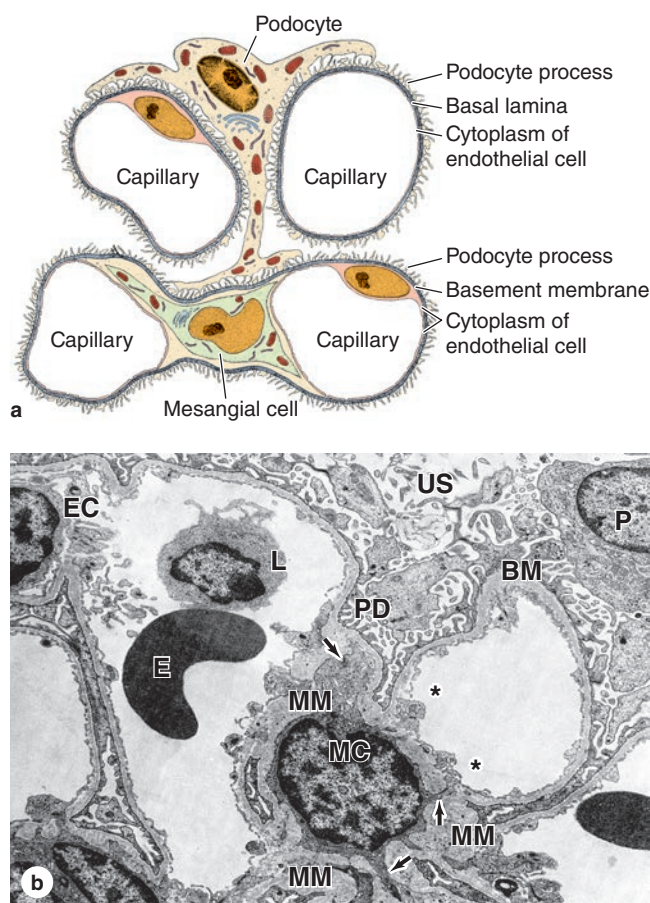 Podocyte
Podocyte process
Basal lamina
Cytoplasm of
endothelial cell
Capillary
Capillary
Podocyte process
Basement membrane
Cytoplasm of
endothelial cell
Capillary
Capillary
Mesangial cell
a
US
EC
P
L
BM
PD
E
MM
*
MC
*
MM
MM
b